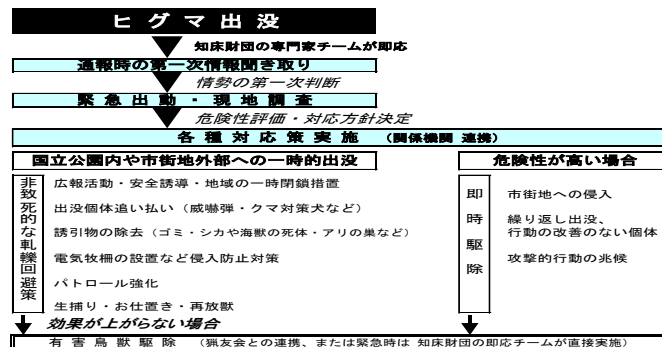 ヒグマ出没
知床財団の専門家チームが即応
通報時の第一次情報聞き取り
情勢の第一次判断
緊急出動・現地調査
危険性評価・対応方針決定
各種対応策実施 (関係機関 連携)
国立公園内や市街地外部への一時的出没
非致死的な軋轢回避策
広報活動・安全誘導・地域の一時閉鎖措置
出没個体追い払い(威嚇弾・クマ対策犬など)
誘引物の除去(ゴミ・シカや海獣の死体・アリの巣など)
電気牧柵の設置など侵入防止対策
パトロール強化
生捕り・お仕置き・再放獣
危険性が高い場合
即時駆除
市街地への侵入
繰り返し出没、
行動の改善のない個体
攻撃的行動の兆候
効果が上がらない場合
有害鳥獣駆除 (猟友会との連携、または緊急時は 知床財団の即応チームが直接実施)